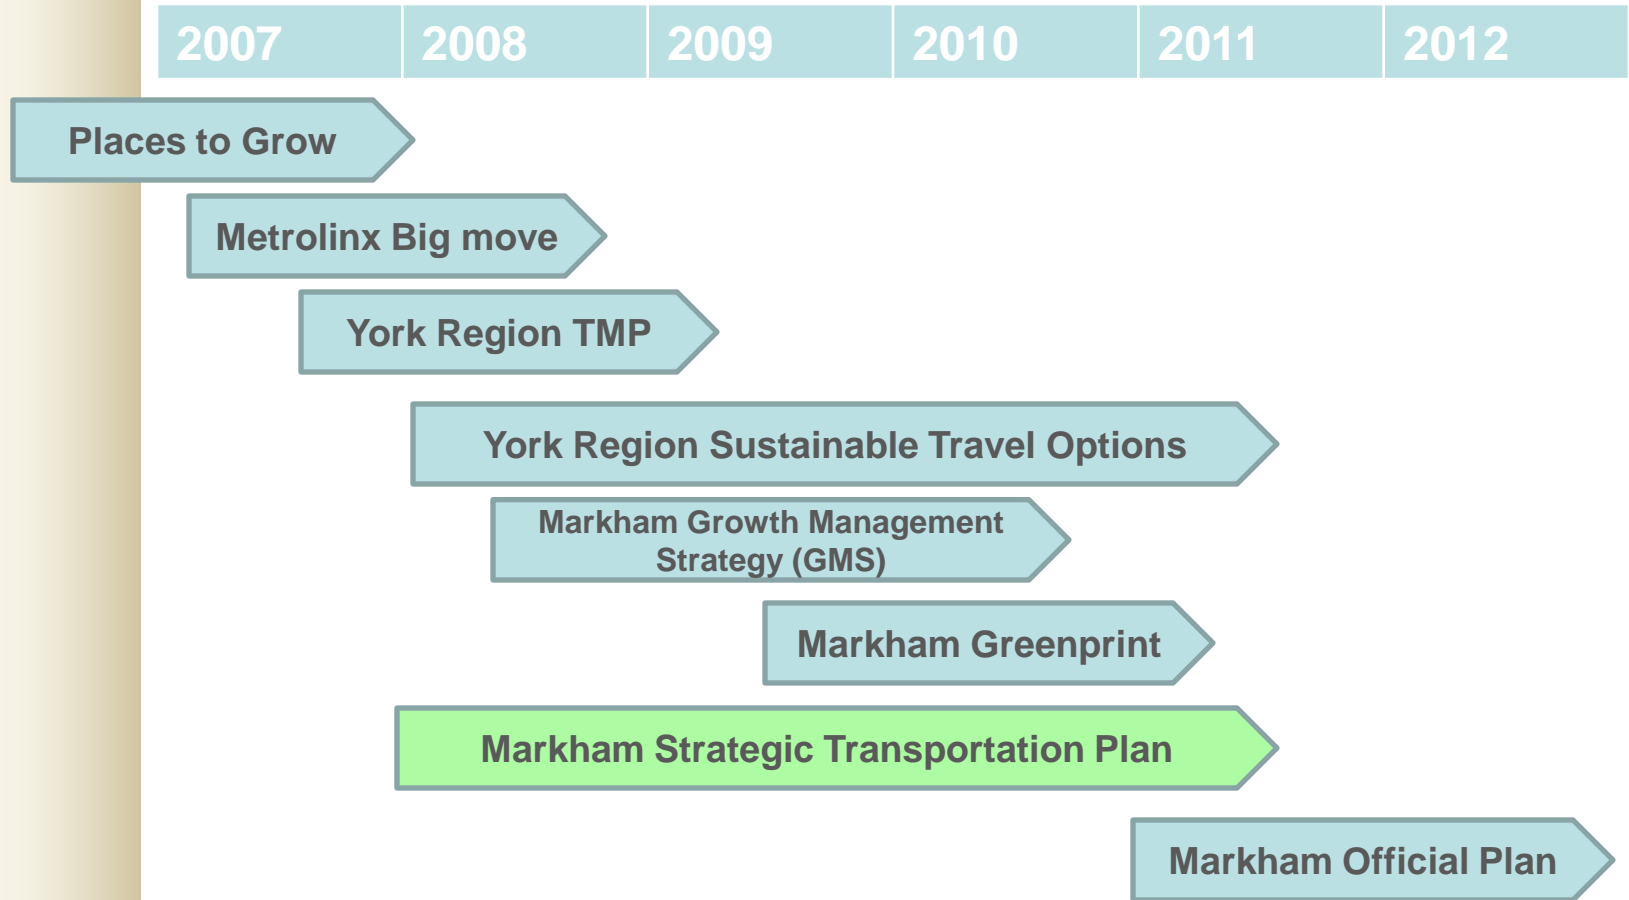 2007 2008 2009 2010 2011 2012
Places to Grow
Metrolinx Big move
York Region TMP
York Region Sustainable Travel Options
Markham Growth Management
Strategy (GMS)
Markham Greenprint
Markham Strategic Transportation Plan
Markham Official Plan